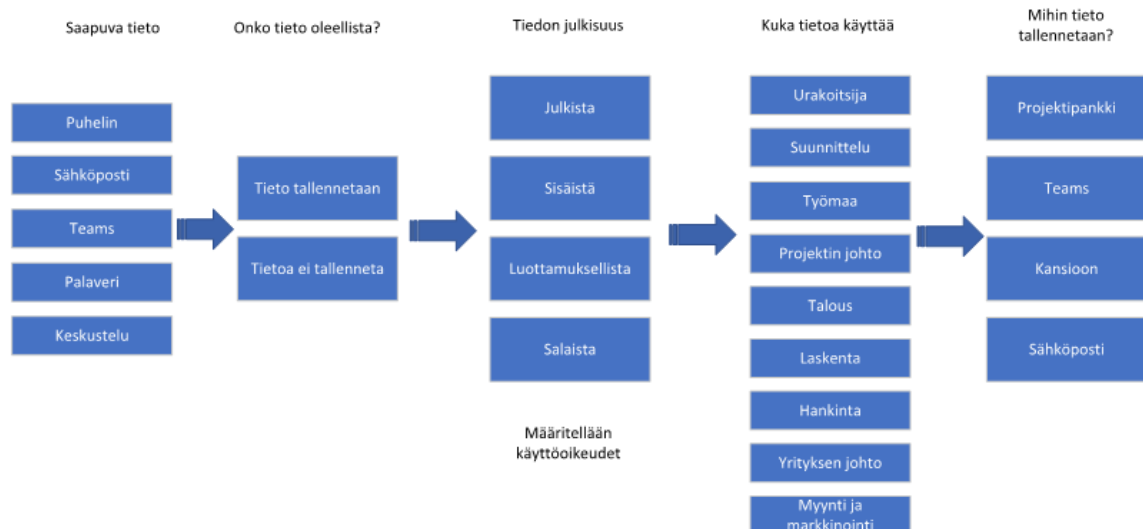 Saapuva tieto
Puhelin
Sähköposti
Teams
Palaveri
Keskustelu
Onko tieto oleellista?
Tieto tallennetaan
Tietoa ei tallenneta
Tiedon julkisuus
Julkista
Sisäistä
Luottamuksellista
Salaista
Määritellään
käyttöoikeudet
Kuka tietoa käyttää
Urakoitsija
Suunnittelu
Työmaa
Projektin johto
Talous
Laskenta
Hankinta
Yrityksen johto
Myynti ja
markkinointi
Mihin tieto
tallennetaan?
Projektipankki
Teams
Kansioon
Sähköposti